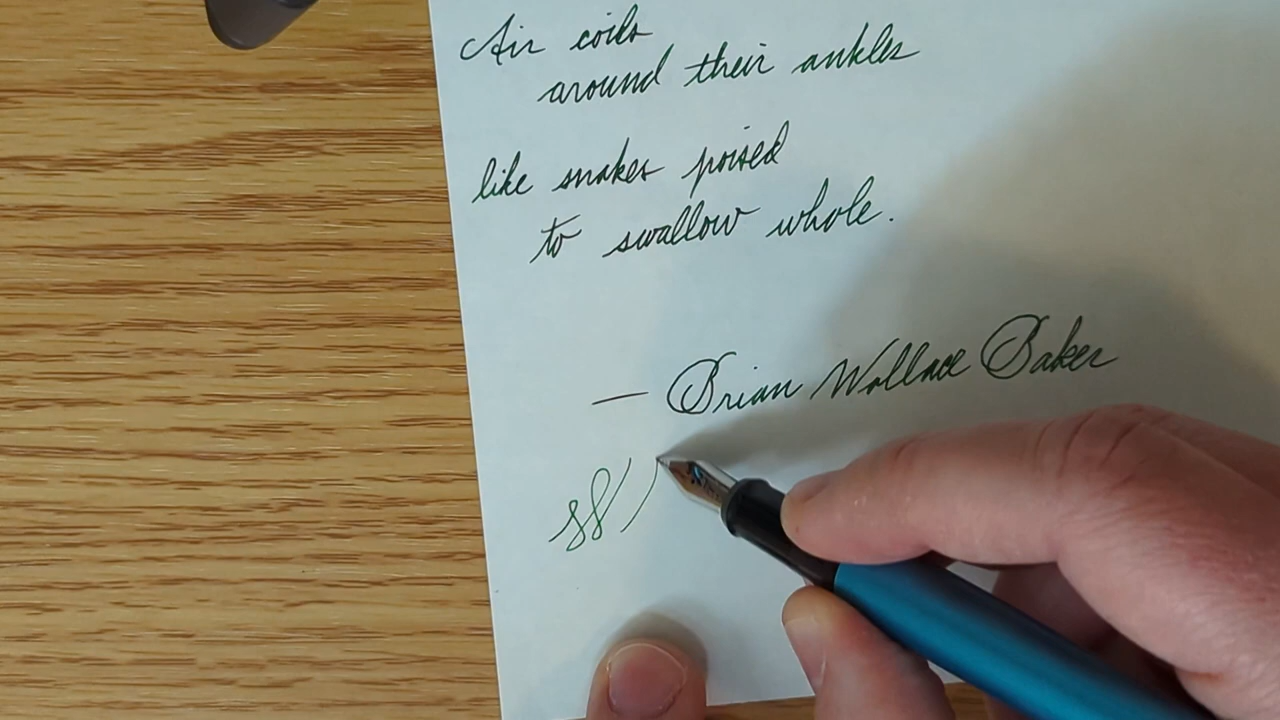 Air coils
around their ankles
like snakes poised
to swallow whole.
— Brian Wallace Baker